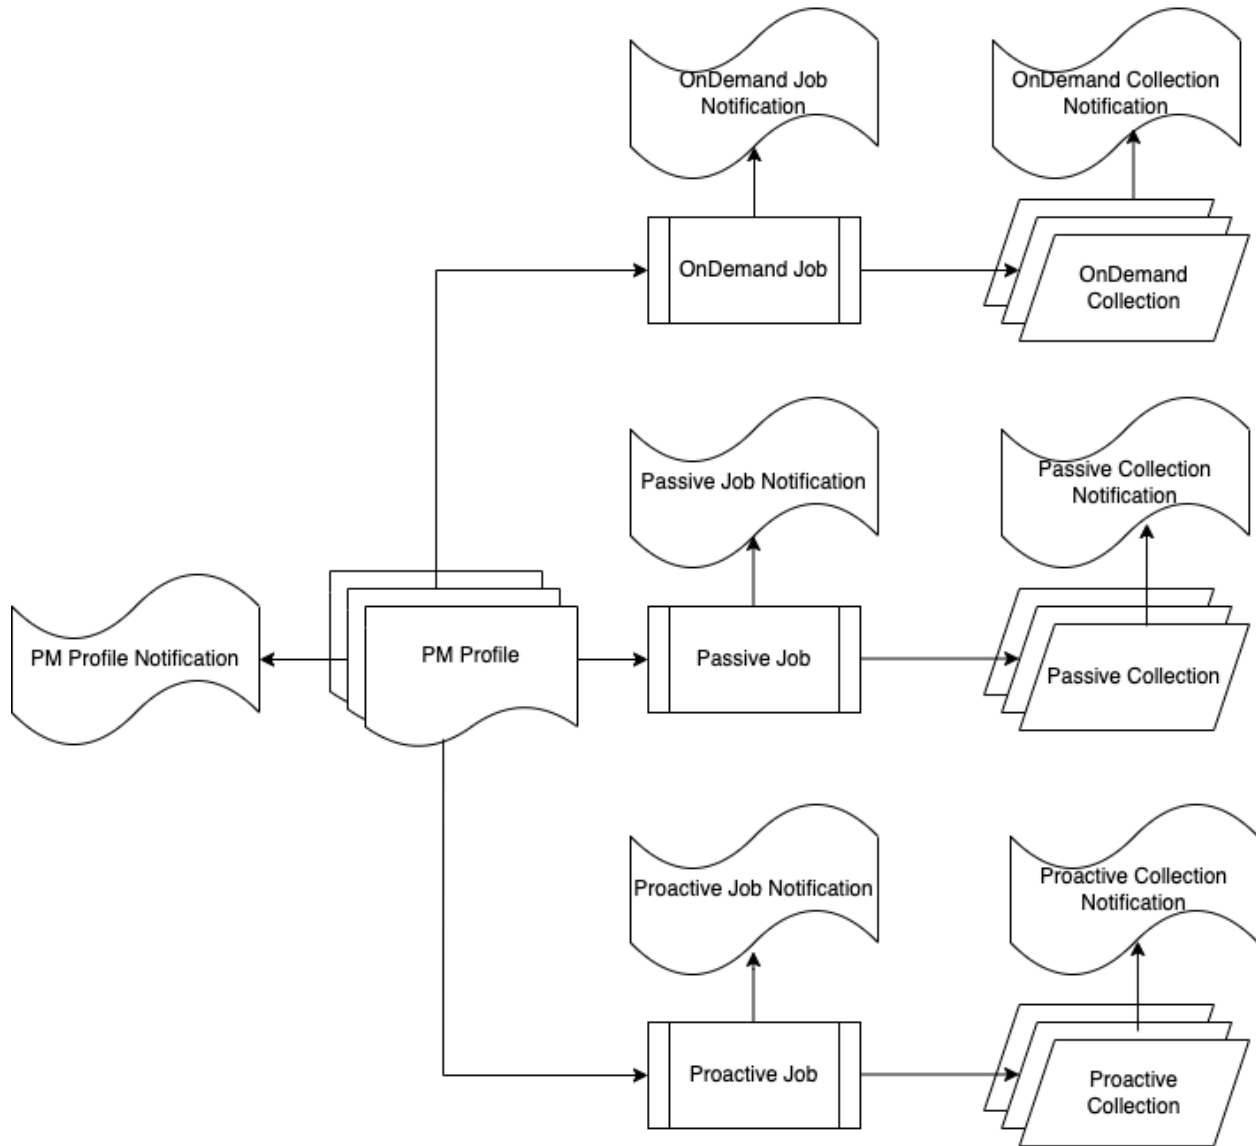 OnDemand Job
Notification
OnDemand Collection
Notification
OnDemand Job
OnDemand
Collection
Passive Job Notification
Passive Collection
Notification
PM Profile Notification
PM Profile
Passive Job
Passive Collection
Proactive Job Notification
Proactive Collection
Notification
Proactive Job
Proactive
Collection